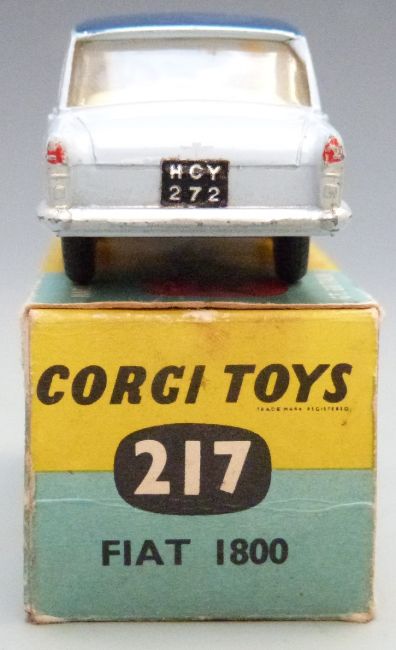 HCY
272
CORGI TOYS
TRADE MARK REGISTERED
217
FIAT 1800